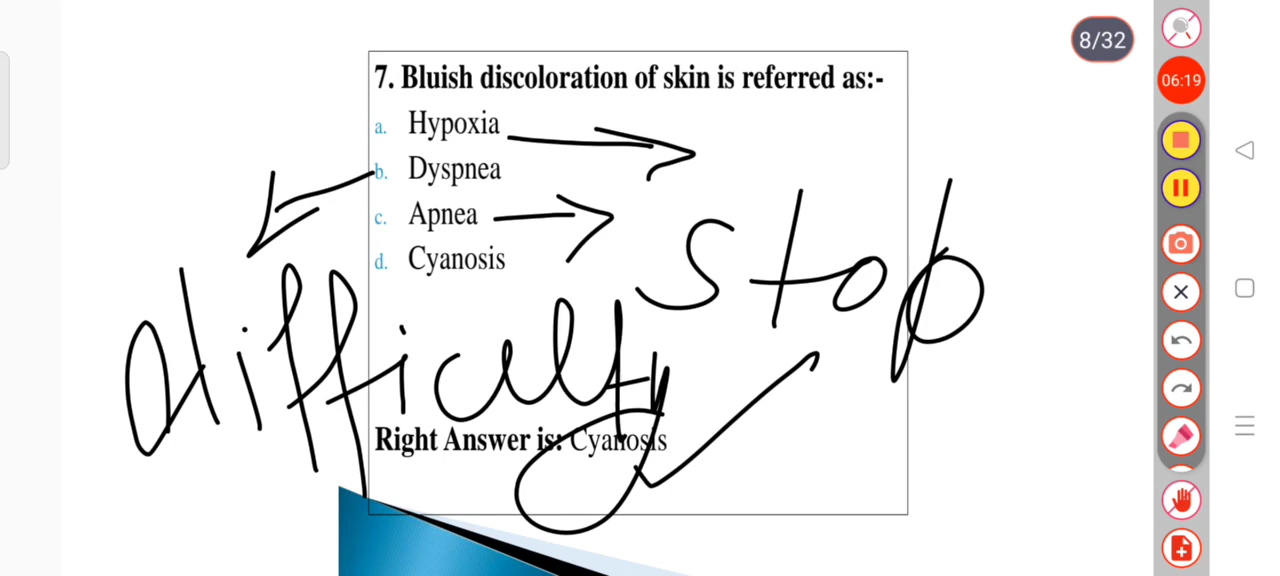 8/32
06:19
7. Bluish discoloration of skin is referred as:-
a. Hypoxia
b. Dyspnea
c. Apnea
d. Cyanosis
stop
difficulty
Right Answer is: Cyanosis